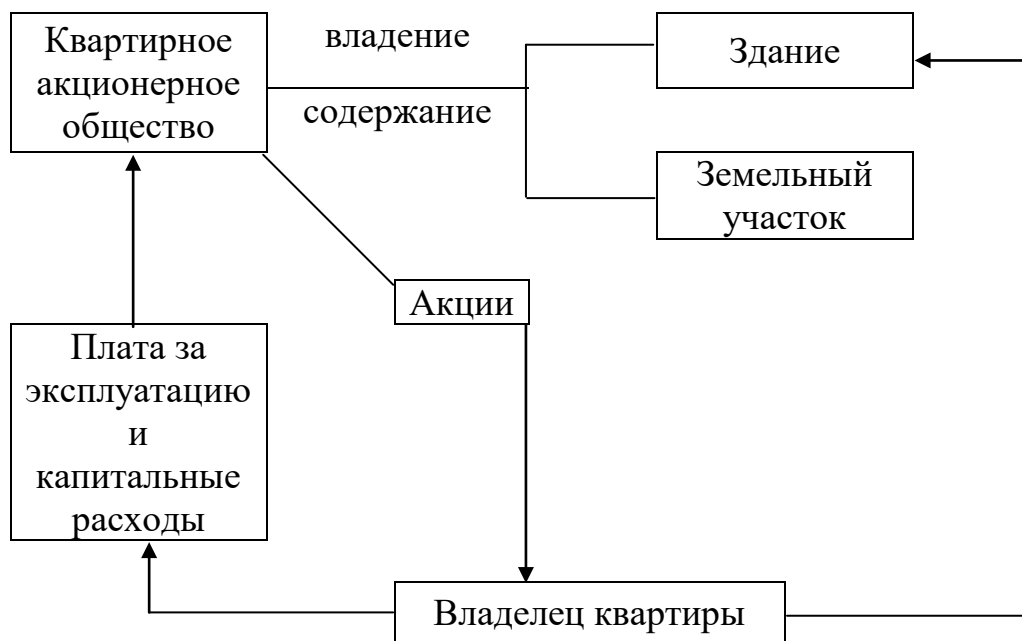 Квартирное
акционерное
общество
владение
содержание
Здание
Земельный
участок
Акции
Плата за
эксплуатацию
и
капитальные
расходы
Владелец квартиры